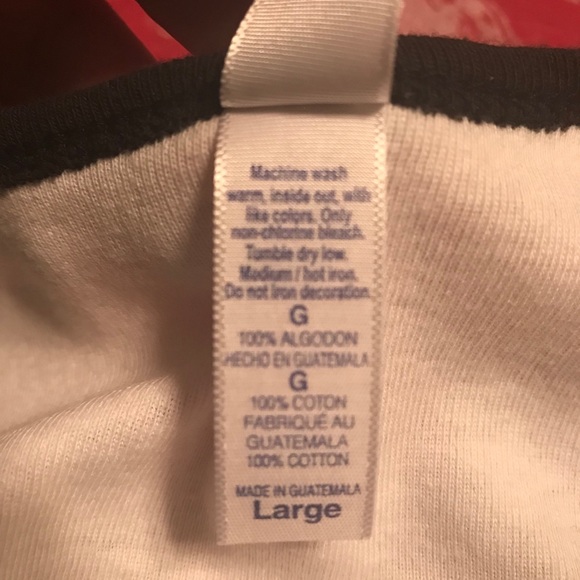 Machine wash
warm, inside out, with
like colors. Only
non-chlorine bleach.
Tumble dry low.
Medium / hot iron.
Do not iron decoration.
G
100% ALGODON
HECHO EN GUATEMALA
G
100% COTON
FABRIQUÉ AU
GUATEMALA
100% COTTON
MADE IN GUATEMALA
Large